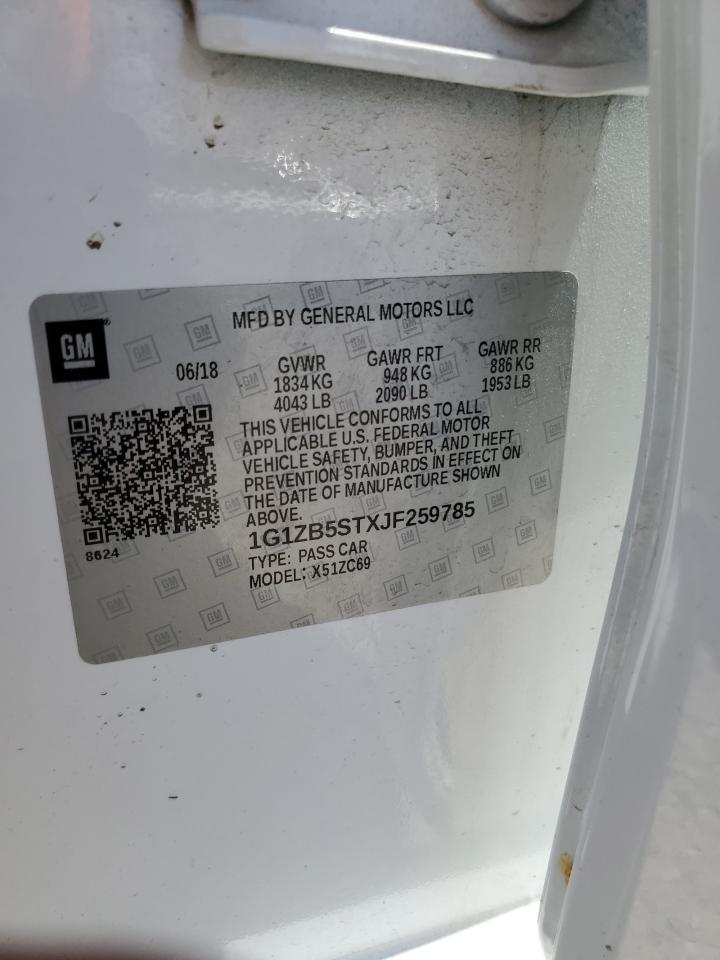 MFD BY GENERAL MOTORS LLC
GM
®
06/18
GVWR
1834 KG
4043 LB
GAWR FRT
948 KG
2090 LB
GAWR RR
886 KG
1953 LB
THIS VEHICLE CONFORMS TO ALL
APPLICABLE U.S. FEDERAL MOTOR
VEHICLE SAFETY, BUMPER, AND THEFT
PREVENTION STANDARDS IN EFFECT ON
THE DATE OF MANUFACTURE SHOWN
ABOVE.
8624
1G1ZB5STXJF259785
TYPE: PASS CAR
MODEL: X51ZC69